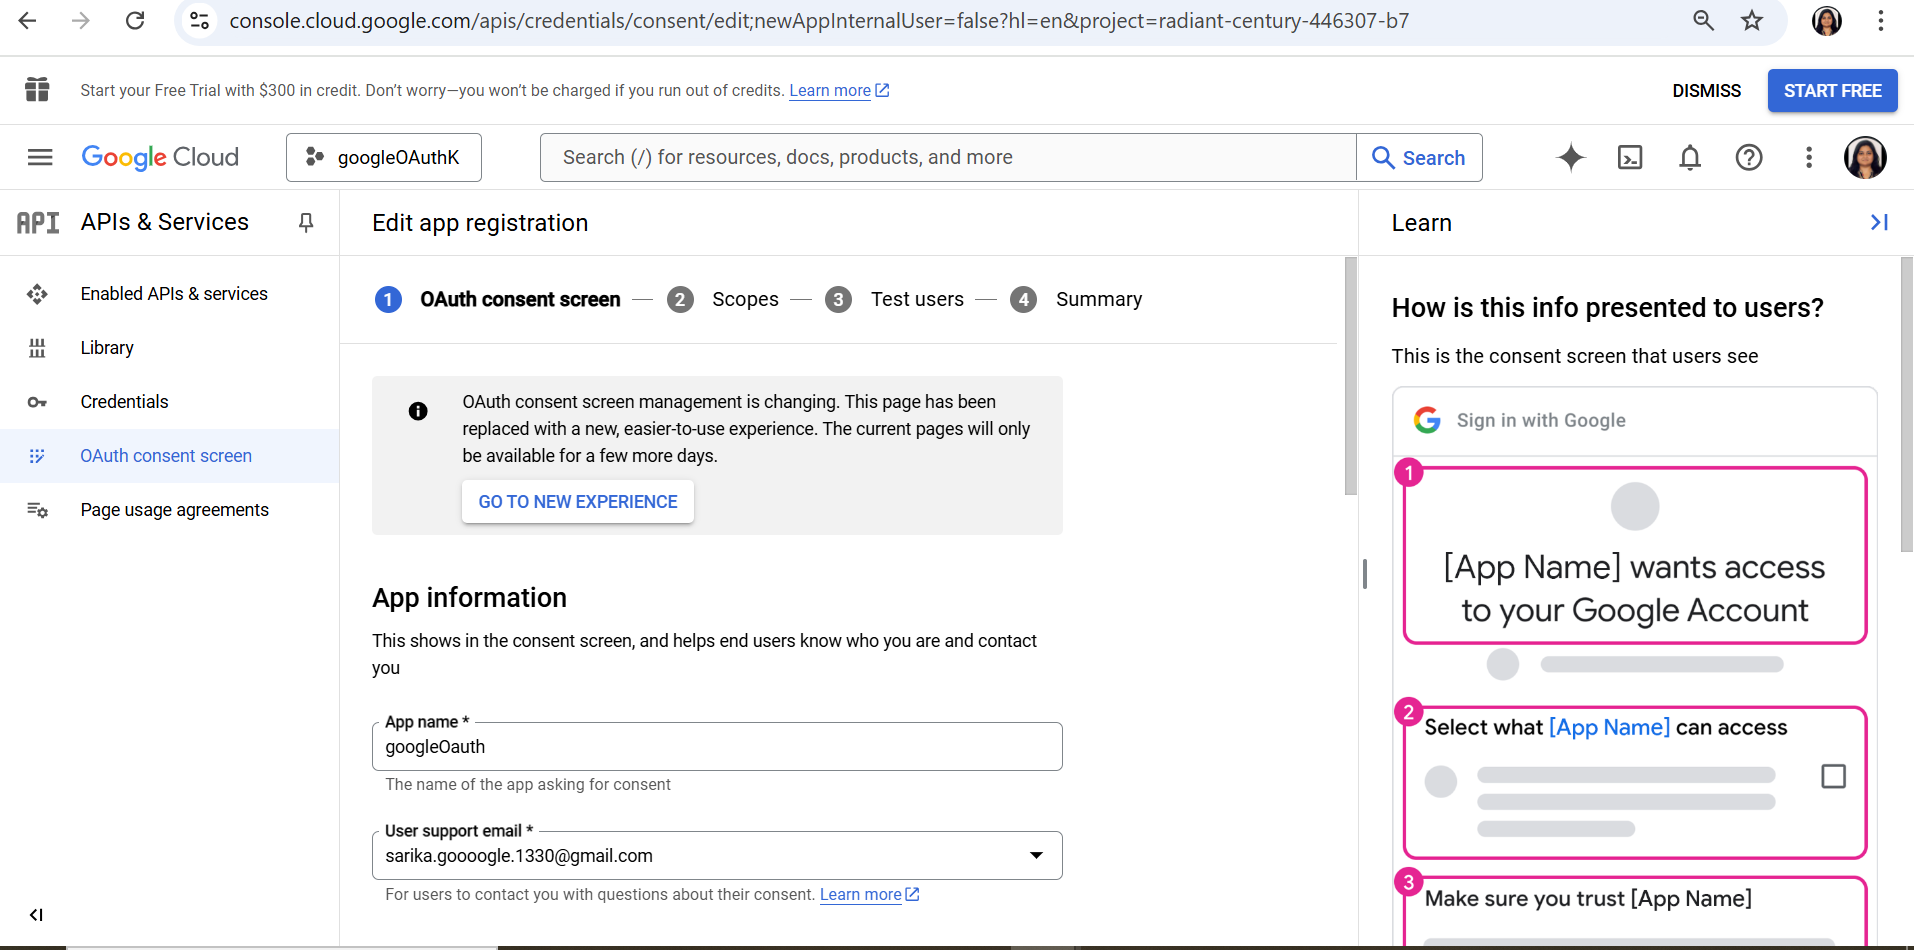 console.cloud.google.com/apis/credentials/consent/edit;newAppInternalUser=false?hl=en&project=radiant-century-446307-b7
Start your Free Trial with $300 in credit. Don't worry—you won't be charged if you run out of credits. Learn more
DISMISS
START FREE
Google Cloud
googleOAuthK
Search (/) for resources, docs, products, and more
Search
API
APIs & Services
Enabled APIs & services
Library
Credentials
OAuth consent screen
Page usage agreements
Edit app registration
1 OAuth consent screen — 2 Scopes — 3 Test users — 4 Summary
OAuth consent screen management is changing. This page has been
replaced with a new, easier-to-use experience. The current pages will only
be available for a few more days.
GO TO NEW EXPERIENCE
App information
This shows in the consent screen, and helps end users know who you are and contact
you
App name *
googleOauth
The name of the app asking for consent
User support email *
sarika.goooogle.1330@gmail.com
For users to contact you with questions about their consent. Learn more
Learn
How is this info presented to users?
This is the consent screen that users see
G Sign in with Google
1
[App Name] wants access
to your Google Account
2
Select what [App Name] can access
3
Make sure you trust [App Name]